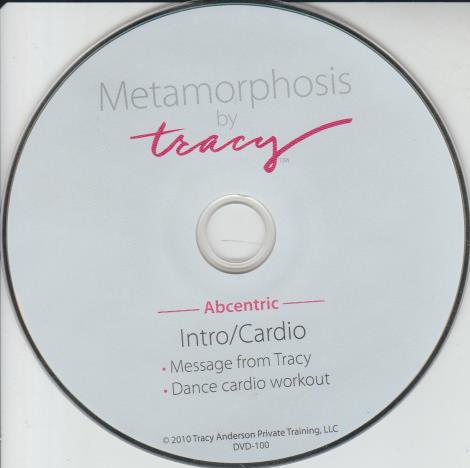 Metamorphosis
by
tracy™
Abcentric
Intro/Cardio
• Message from Tracy
• Dance cardio workout
© 2010 Tracy Anderson Private Training, LLC
DVD-100